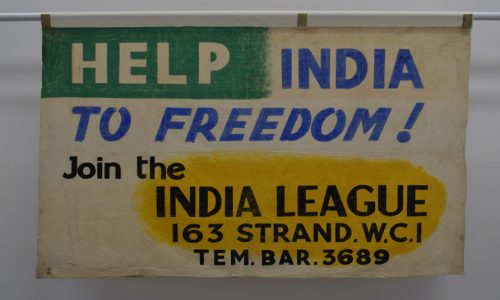 HELP INDIA
TO FREEDOM!
Join the
INDIA LEAGUE
163 STRAND. W.C.1
TEM. BAR. 3689